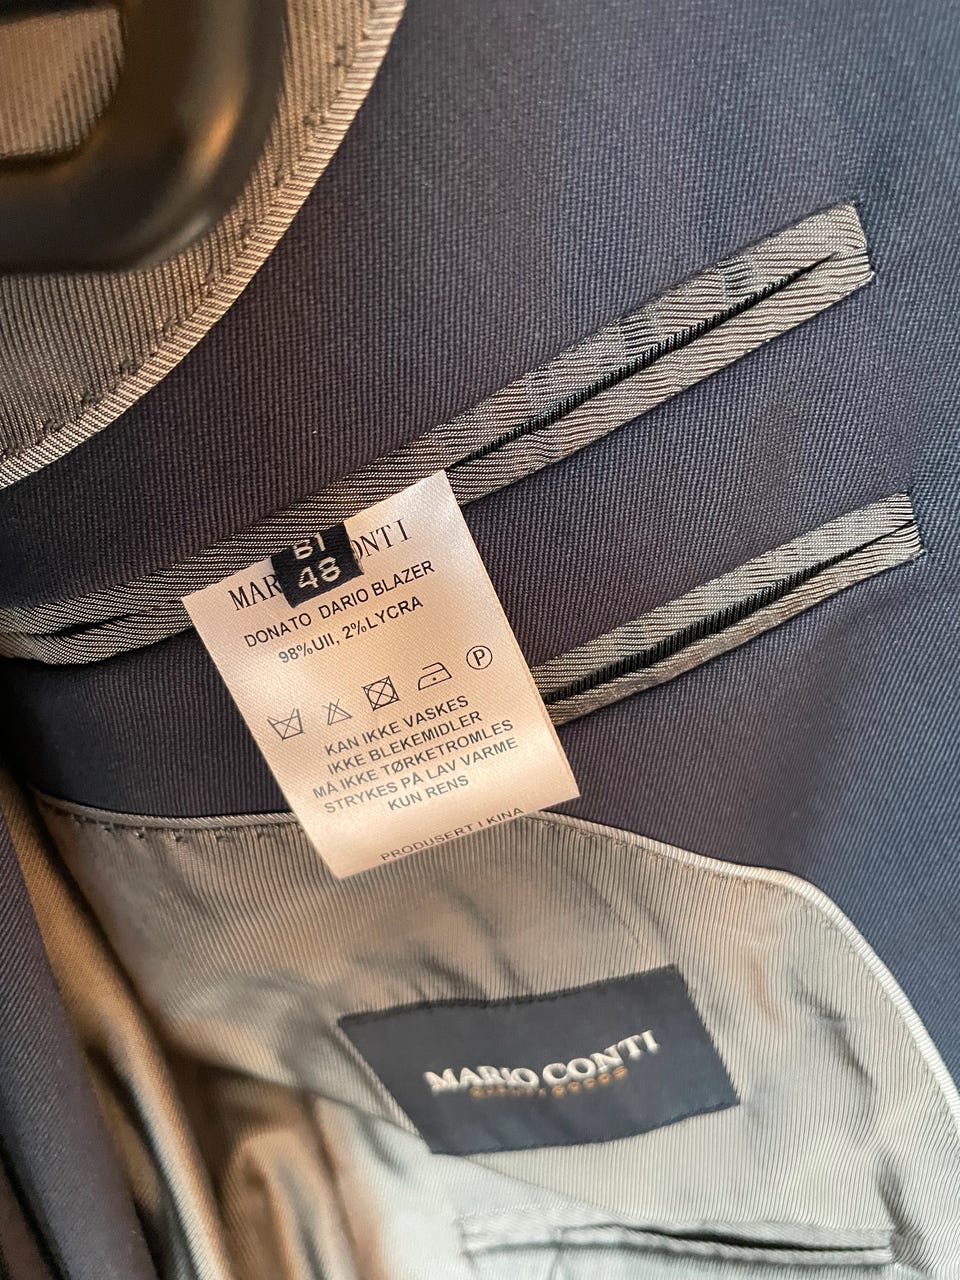 BI
48
MAR ONTI
DONATO DARIO BLAZER
98%Ull, 2%LYCRA
P
KAN IKKE VASKES
IKKE BLEKEMIDLER
MÅ IKKE TØRKETROMLES
STRYKES PÅ LAV VARME
KUN RENS
PRODUSERT I KINA
MARIO CONTI